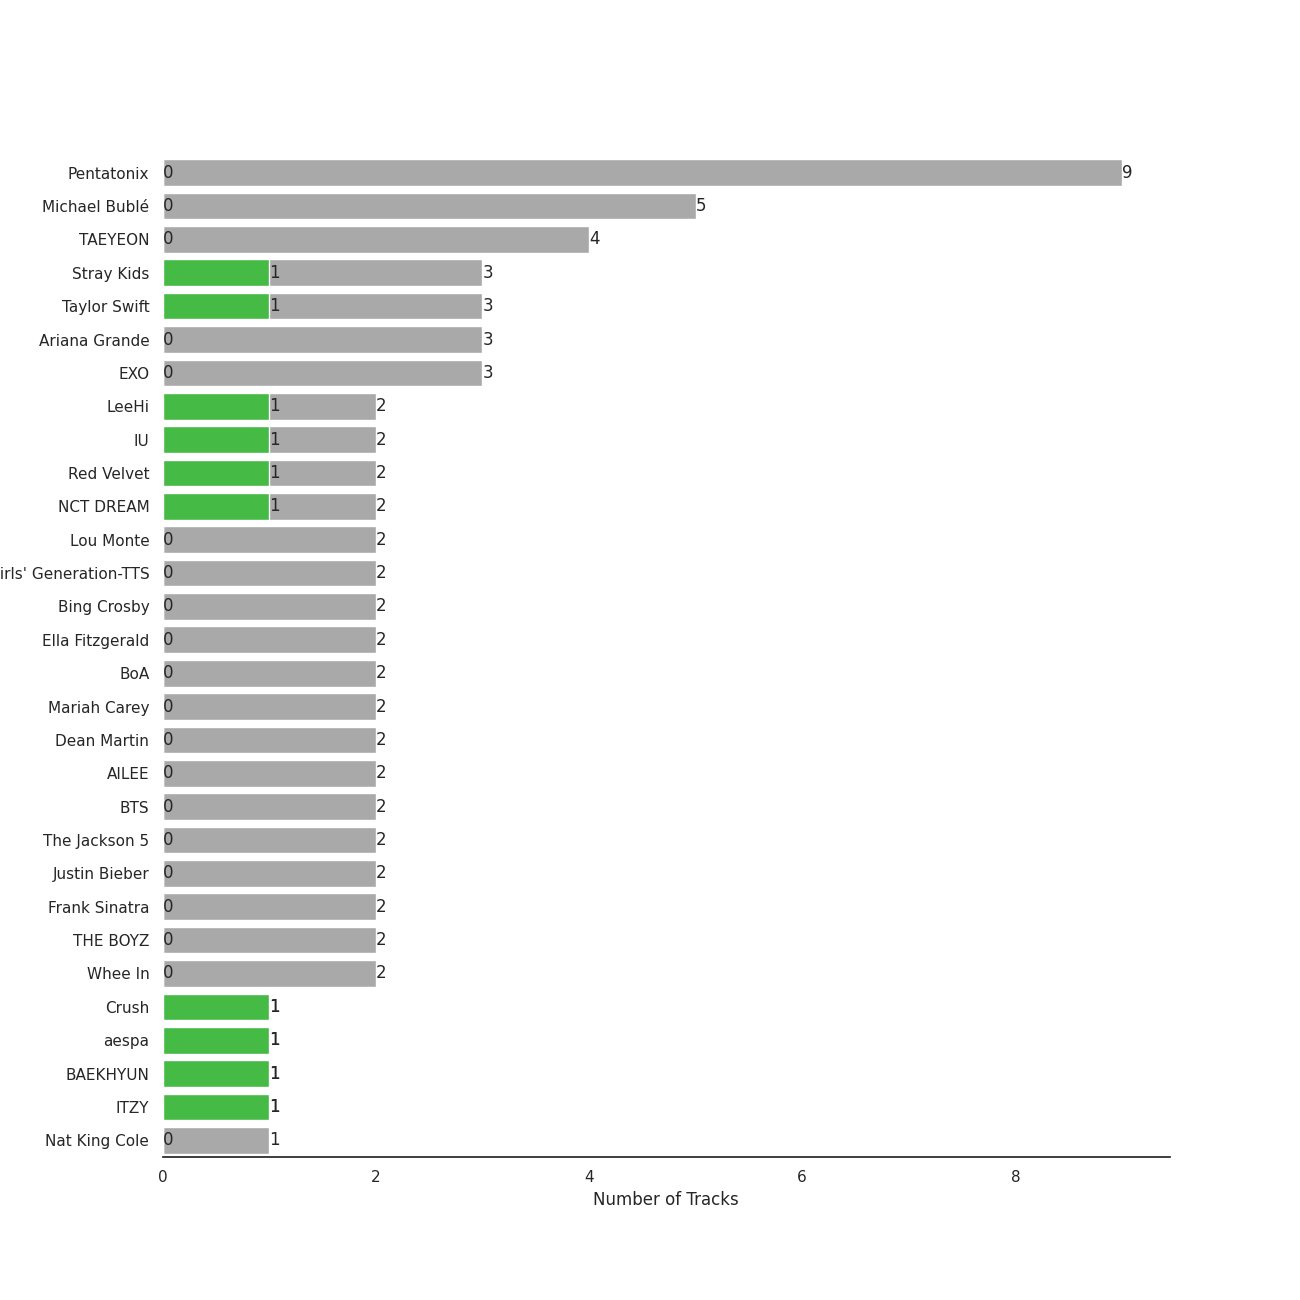 Pentatonix 0 9
Michael Bublé 0 5
TAEYEON 0 4
Stray Kids 1 3
Taylor Swift 1 3
Ariana Grande 0 3
EXO 0 3
LeeHi 1 2
IU 1 2
Red Velvet 1 2
NCT DREAM 1 2
Lou Monte 0 2
irls' Generation-TTS 0 2
Bing Crosby 0 2
Ella Fitzgerald 0 2
BoA 0 2
Mariah Carey 0 2
Dean Martin 0 2
AILEE 0 2
BTS 0 2
The Jackson 5 0 2
Justin Bieber 0 2
Frank Sinatra 0 2
THE BOYZ 0 2
Whee In 0 2
Crush 1
aespa 1
BAEKHYUN 1
ITZY 1
Nat King Cole 0 1
0 2 4 6 8
Number of Tracks